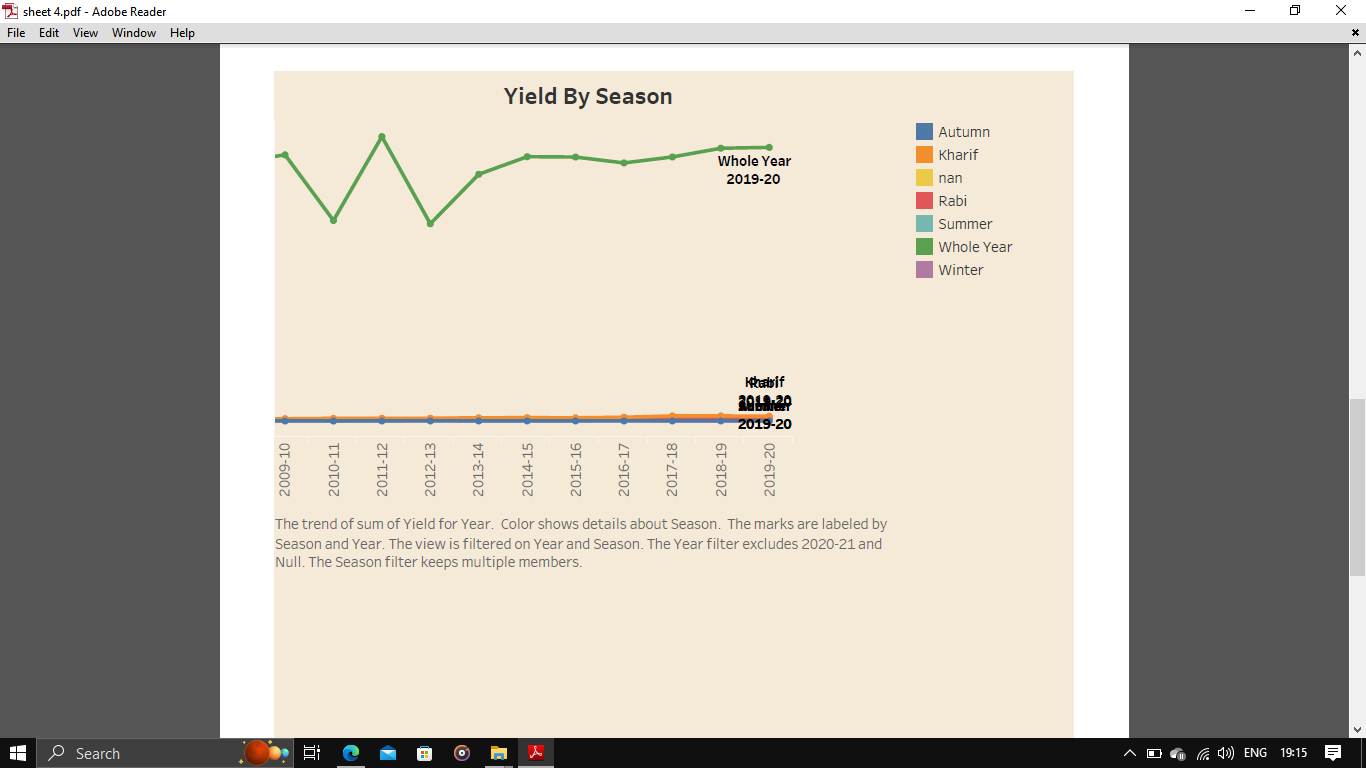 sheet 4.pdf - Adobe Reader
File Edit View Window Help
Yield By Season
Autumn
Kharif
nan
Rabi
Summer
Whole Year
Winter
Whole Year
2019-20
Kharif
Rabi
2019-20
2019-20
2009-10
2010-11
2011-12
2012-13
2013-14
2014-15
2015-16
2016-17
2017-18
2018-19
2019-20
The trend of sum of Yield for Year. Color shows details about Season. The marks are labeled by
Season and Year. The view is filtered on Year and Season. The Year filter excludes 2020-21 and
Null. The Season filter keeps multiple members.
Search
ENG
19:15